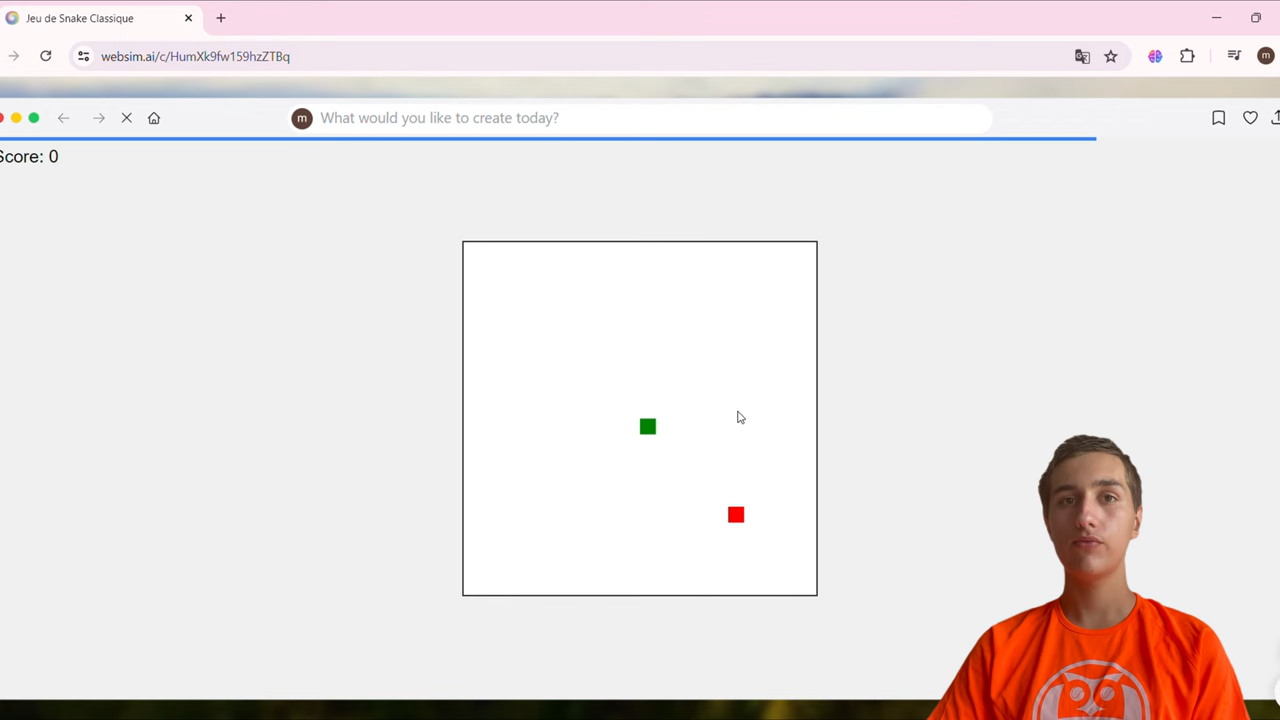 Jeu de Snake Classique
websim.ai/c/HumXk9fw159hzZTBq
m
m What would you like to create today?
Score: 0